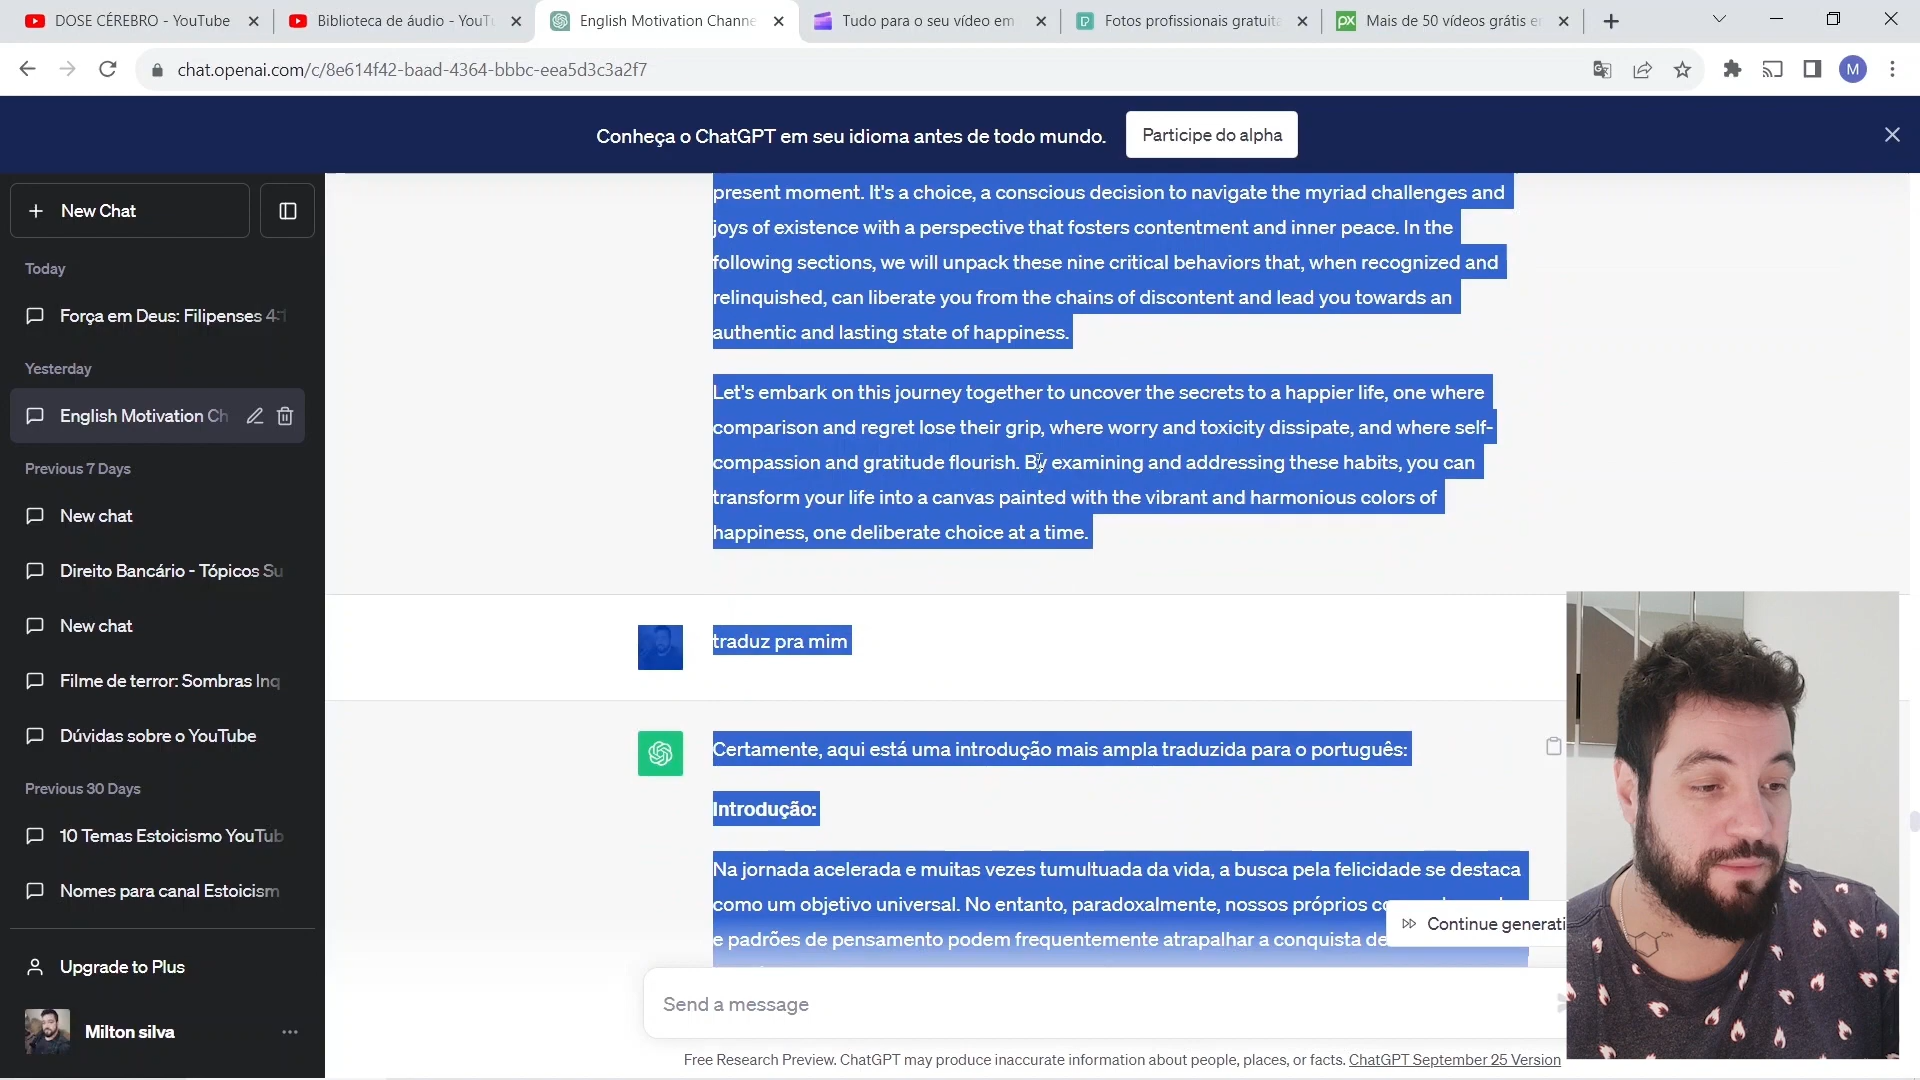 DOSE CÉREBRO - YouTube
Biblioteca de áudio - YouTu
English Motivation Channe
Tudo para o seu vídeo em
Fotos profissionais gratuita
Mais de 50 vídeos grátis e
chat.openai.com/c/8e614f42-baad-4364-bbbc-eea5d3c3a2f7
M
Conheça o ChatGPT em seu idioma antes de todo mundo.
Participe do alpha
New Chat
Today
Força em Deus: Filipenses 4:1
Yesterday
English Motivation Ch
Previous 7 Days
New chat
Direito Bancário - Tópicos Su
New chat
Filme de terror: Sombras Inq
Dúvidas sobre o YouTube
Previous 30 Days
10 Temas Estoicismo YouTub
Nomes para canal Estoicism
Upgrade to Plus
Milton silva
present moment. It's a choice, a conscious decision to navigate the myriad challenges and
joys of existence with a perspective that fosters contentment and inner peace. In the
following sections, we will unpack these nine critical behaviors that, when recognized and
relinquished, can liberate you from the chains of discontent and lead you towards an
authentic and lasting state of happiness.
Let's embark on this journey together to uncover the secrets to a happier life, one where
comparison and regret lose their grip, where worry and toxicity dissipate, and where self-
compassion and gratitude flourish. By examining and addressing these habits, you can
transform your life into a canvas painted with the vibrant and harmonious colors of
happiness, one deliberate choice at a time.
traduz pra mim
Certamente, aqui está uma introdução mais ampla traduzida para o português:
Introdução:
Na jornada acelerada e muitas vezes tumultuada da vida, a busca pela felicidade se destaca
como um objetivo universal. No entanto, paradoxalmente, nossos próprios
e padrões de pensamento podem frequentemente atrapalhar a conquista de
Continue generati
Send a message
Free Research Preview. ChatGPT may produce inaccurate information about people, places, or facts. ChatGPT September 25 Version